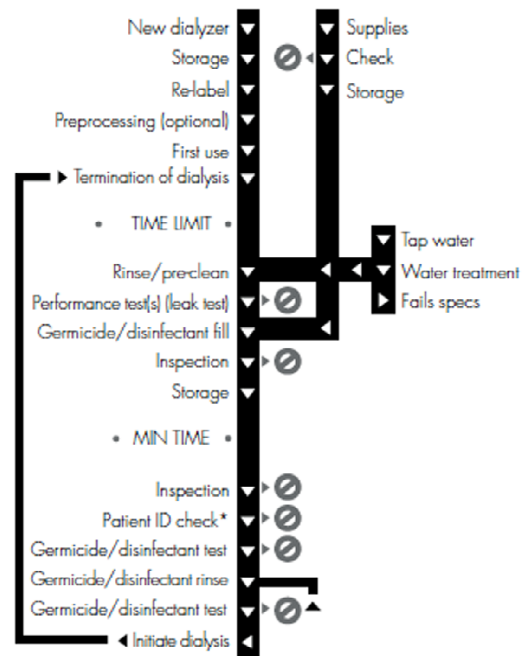 New dialyzer
Storage
Re-label
Preprocessing (optional)
First use
Termination of dialysis
• TIME LIMIT •
Rinse/pre-clean
Performance test(s) (leak test)
Germicide/disinfectant fill
Inspection
Storage
• MIN TIME •
Inspection
Patient ID check*
Germicide/disinfectant test
Germicide/disinfectant rinse
Germicide/disinfectant test
Initiate dialysis
Supplies
Check
Storage
Tap water
Water treatment
Fails specs